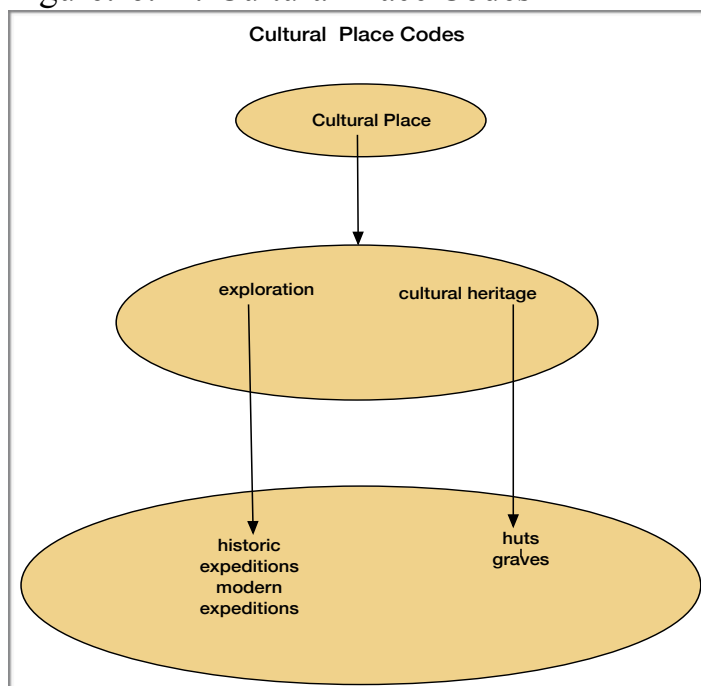 Cultural Place Codes
Cultural Place
exploration
cultural heritage
historic
expeditions
modern
expeditions
huts
graves